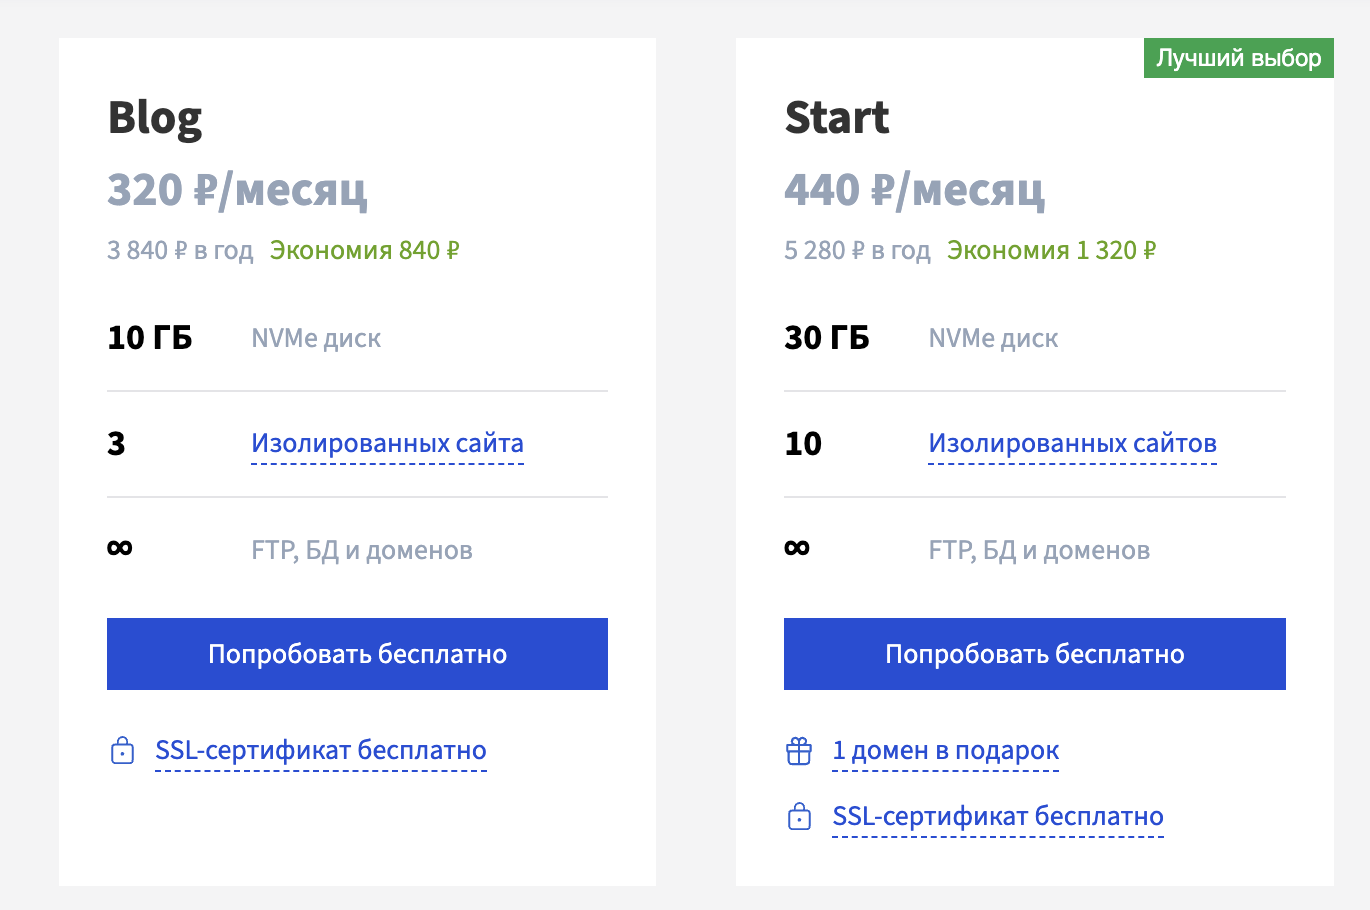 Blog
320 ₽/месяц
3 840 ₽ в год Экономия 840 ₽
10 ГБ NVMe диск
3 Изолированных сайта
∞ FTP, БД и доменов
Попробовать бесплатно
SSL-сертификат бесплатно
Лучший выбор
Start
440 ₽/месяц
5 280 ₽ в год Экономия 1 320 ₽
30 ГБ NVMe диск
10 Изолированных сайтов
∞ FTP, БД и доменов
Попробовать бесплатно
1 домен в подарок
SSL-сертификат бесплатно